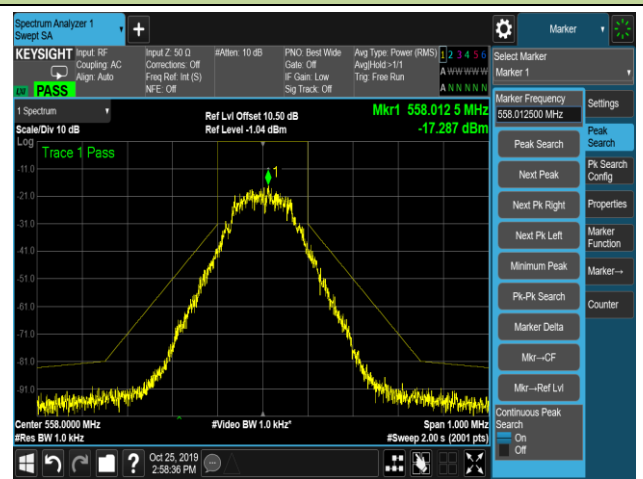 Spectrum Analyzer 1
Swept SA
Marker
KEYSIGHT
Input: RF
Coupling: AC
Align: Auto
Input Z: 50 Ω
Corrections: Off
Freq Ref: Int (S)
NFE: Off
#Atten: 10 dB
PNO: Best Wide
Gate: Off
IF Gain: Low
Sig Track: Off
Avg Type: Power (RMS)
Avg|Hold:>1/1
Trig: Free Run
1 2 3 4 5 6
A W W W W W
A N N N N N
PASS
Select Marker
Marker 1
1 Spectrum
Scale/Div 10 dB
Log
Ref Lvl Offset 10.50 dB
Ref Level -1.04 dBm
Mkr1 558.012 5 MHz
-17.287 dBm
Trace 1 Pass
1
-11.0
-21.0
-31.0
-41.0
-51.0
-61.0
-71.0
-81.0
-91.0
Center 558.0000 MHz
#Res BW 1.0 kHz
#Video BW 1.0 kHz*
Span 1.000 MHz
#Sweep 2.00 s (2001 pts)
Marker Frequency
558.012500 MHz
Peak Search
Next Peak
Next Pk Right
Next Pk Left
Minimum Peak
Pk-Pk Search
Marker Delta
Mkr→CF
Mkr→Ref Lvl
Continuous Peak
Search
On
Off
Settings
Peak
Search
Pk Search
Config
Properties
Marker
Function
Marker→
Counter
?
Oct 25, 2019
2:58:36 PM